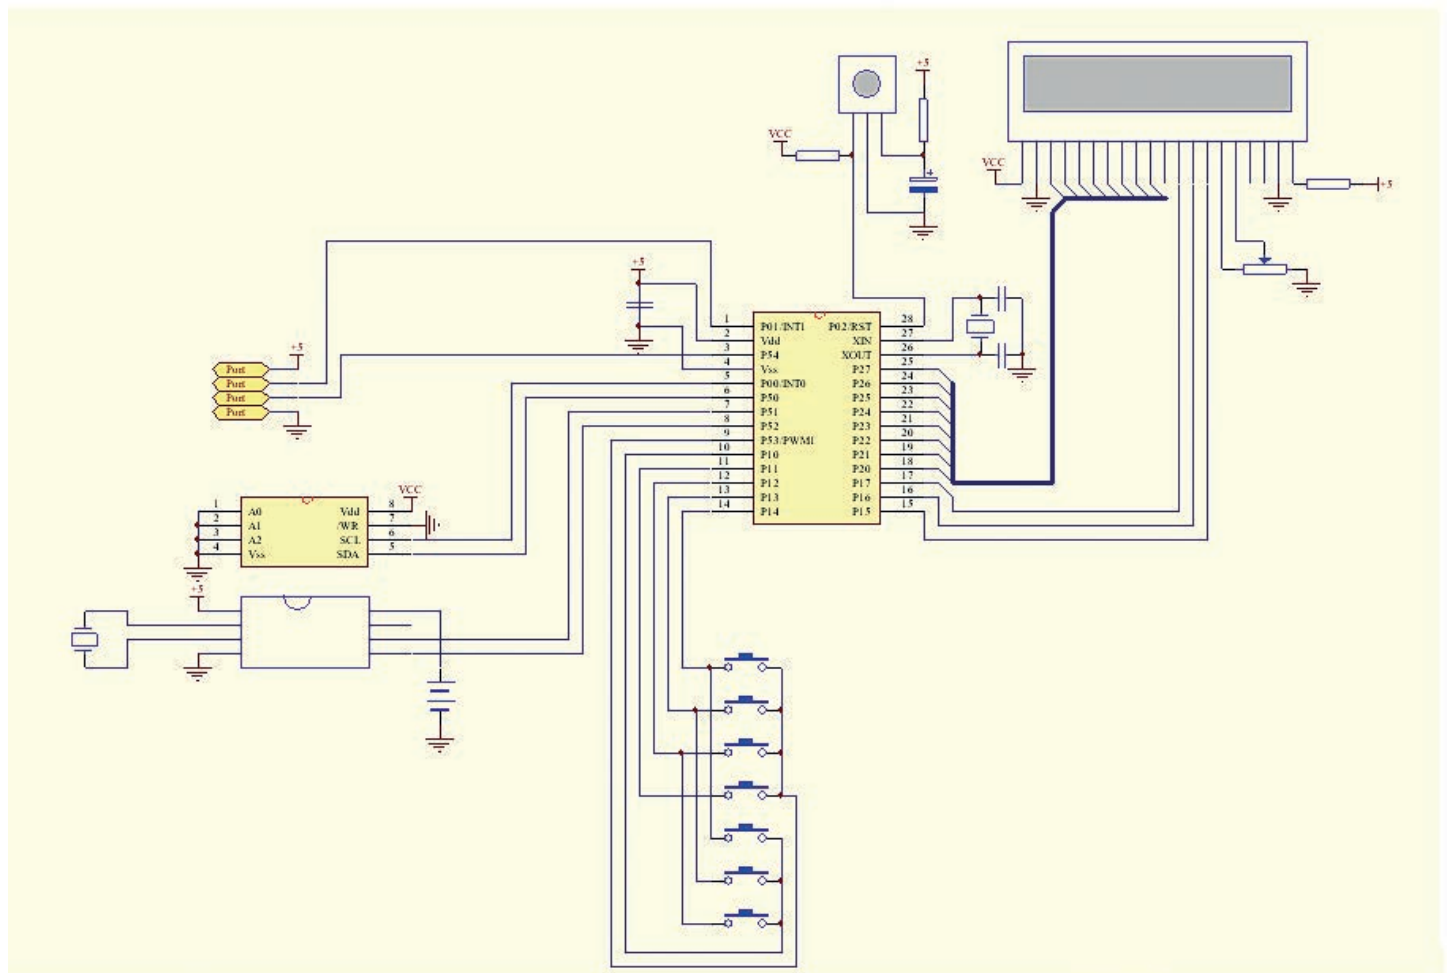 +5
VCC
VCC
+5
+5
1 P01/INT1 P02/RST 28
2 Vdd XIN 27
3 P54 XOUT 26
4 Vss P27 25
5 P00/INT0 P26 24
6 P50 P25 23
7 P51 P24 22
8 P52 P23 21
9 P53/PWM1 P22 20
10 P10 P21 19
11 P11 P20 18
12 P12 P17 17
13 P13 P16 16
14 P14 P15 15
+5
Port
Port
Port
Port
VCC
1 A0 Vdd 8
2 A1 /WR 7
3 A2 SCL 6
4 Vss SDA 5
+5